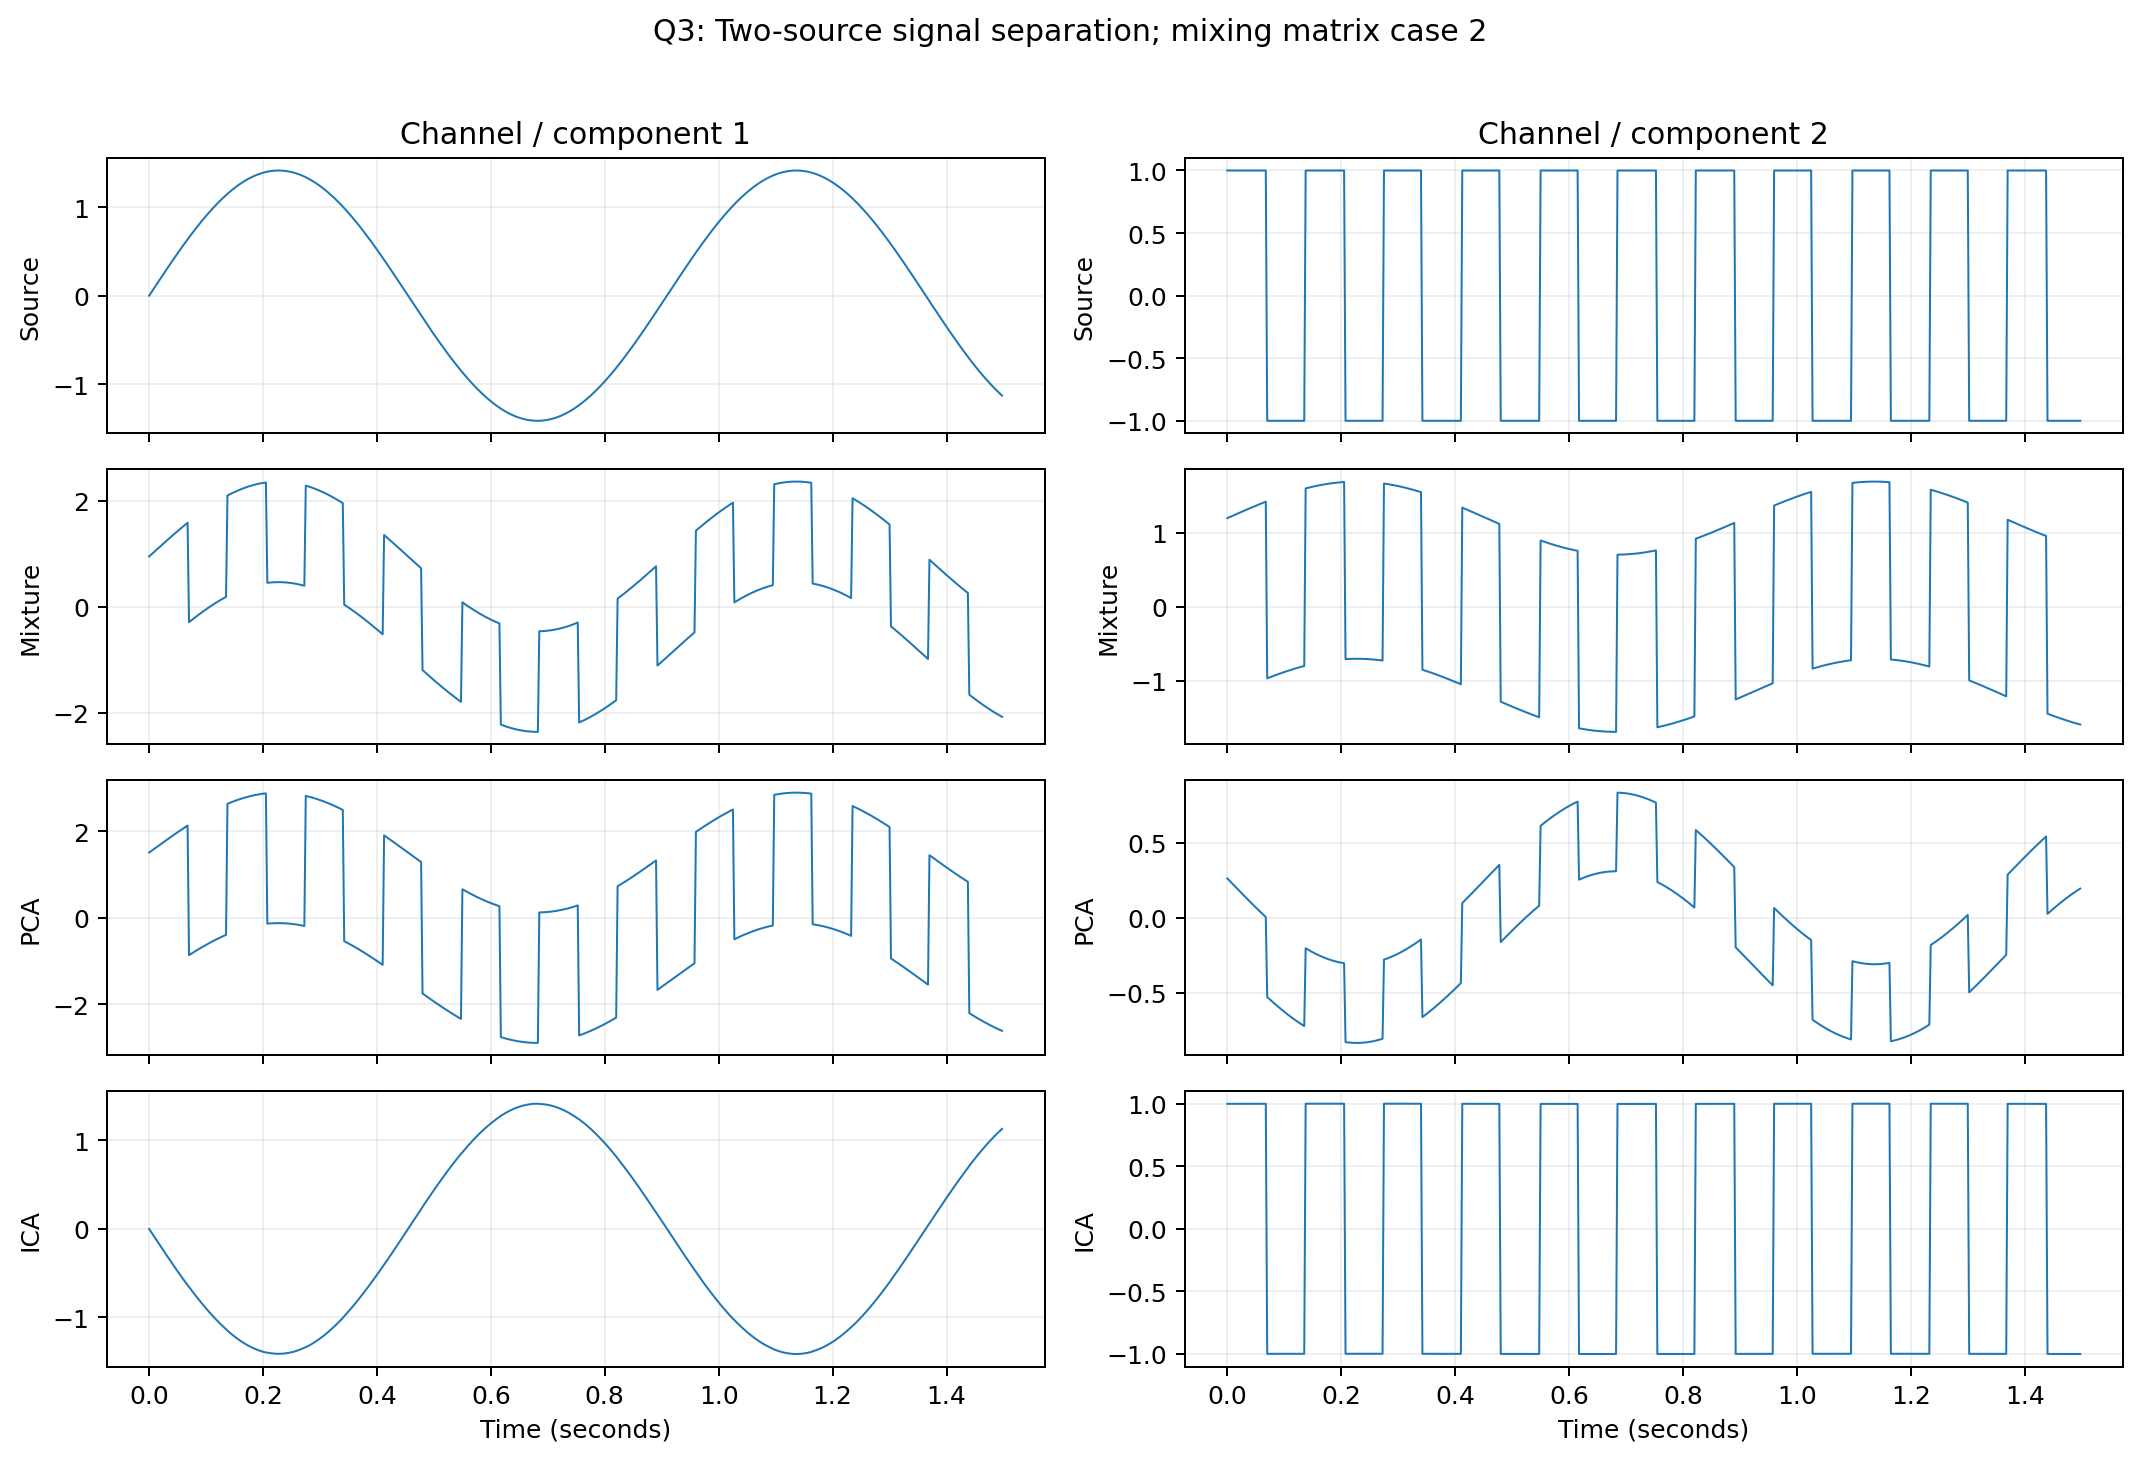 Q3: Two-source signal separation; mixing matrix case 2
Channel / component 1
Channel / component 2
Source
1
0
−1
Source
1.0
0.5
0.0
−0.5
−1.0
Mixture
2
0
−2
Mixture
1
0
−1
PCA
2
0
−2
PCA
0.5
0.0
−0.5
ICA
1
0
−1
0.0 0.2 0.4 0.6 0.8 1.0 1.2 1.4
Time (seconds)
ICA
1.0
0.5
0.0
−0.5
−1.0
0.0 0.2 0.4 0.6 0.8 1.0 1.2 1.4
Time (seconds)